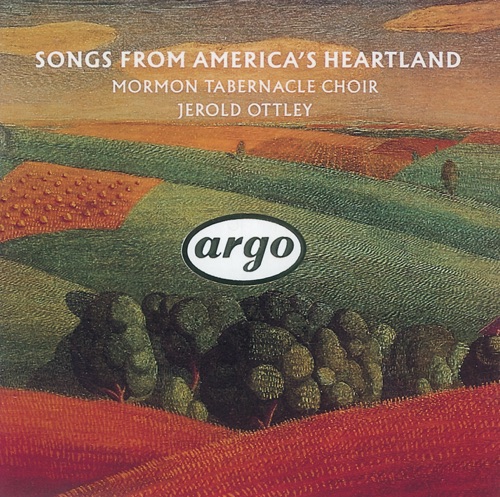 SONGS FROM AMERICA'S HEARTLAND
MORMON TABERNACLE CHOIR
JEROLD OTTLEY
argo